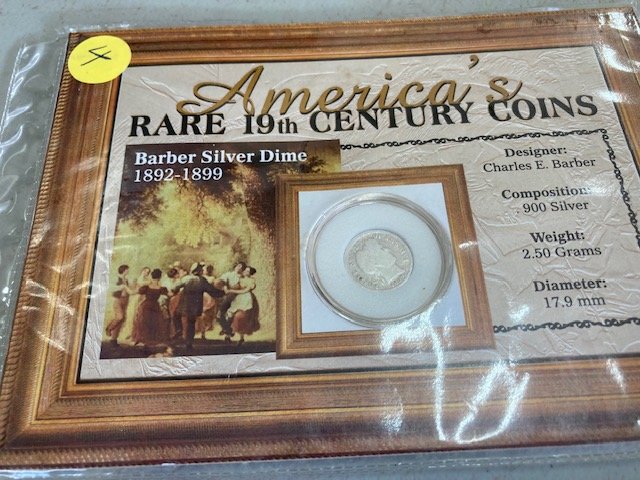 4
America's
RARE 19th CENTURY COINS
Barber Silver Dime
1892-1899
Designer:
Charles E. Barber
Composition:
.900 Silver
Weight:
2.50 Grams
Diameter:
17.9 mm